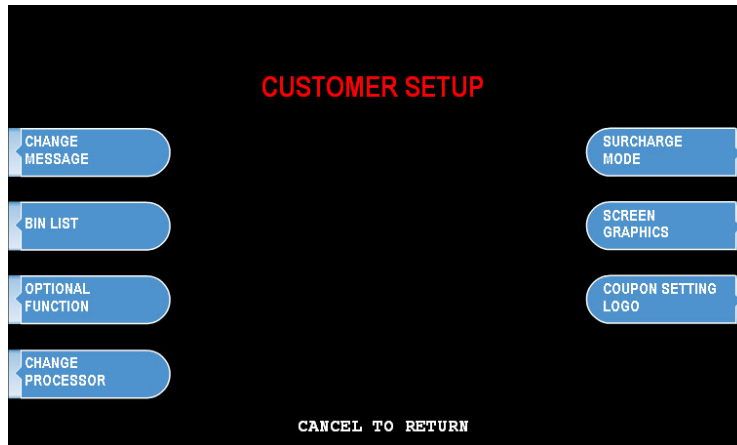 CUSTOMER SETUP
CHANGE
MESSAGE
SURCHARGE
MODE
BIN LIST
SCREEN
GRAPHICS
OPTIONAL
FUNCTION
COUPON SETTING
LOGO
CHANGE
PROCESSOR
CANCEL TO RETURN